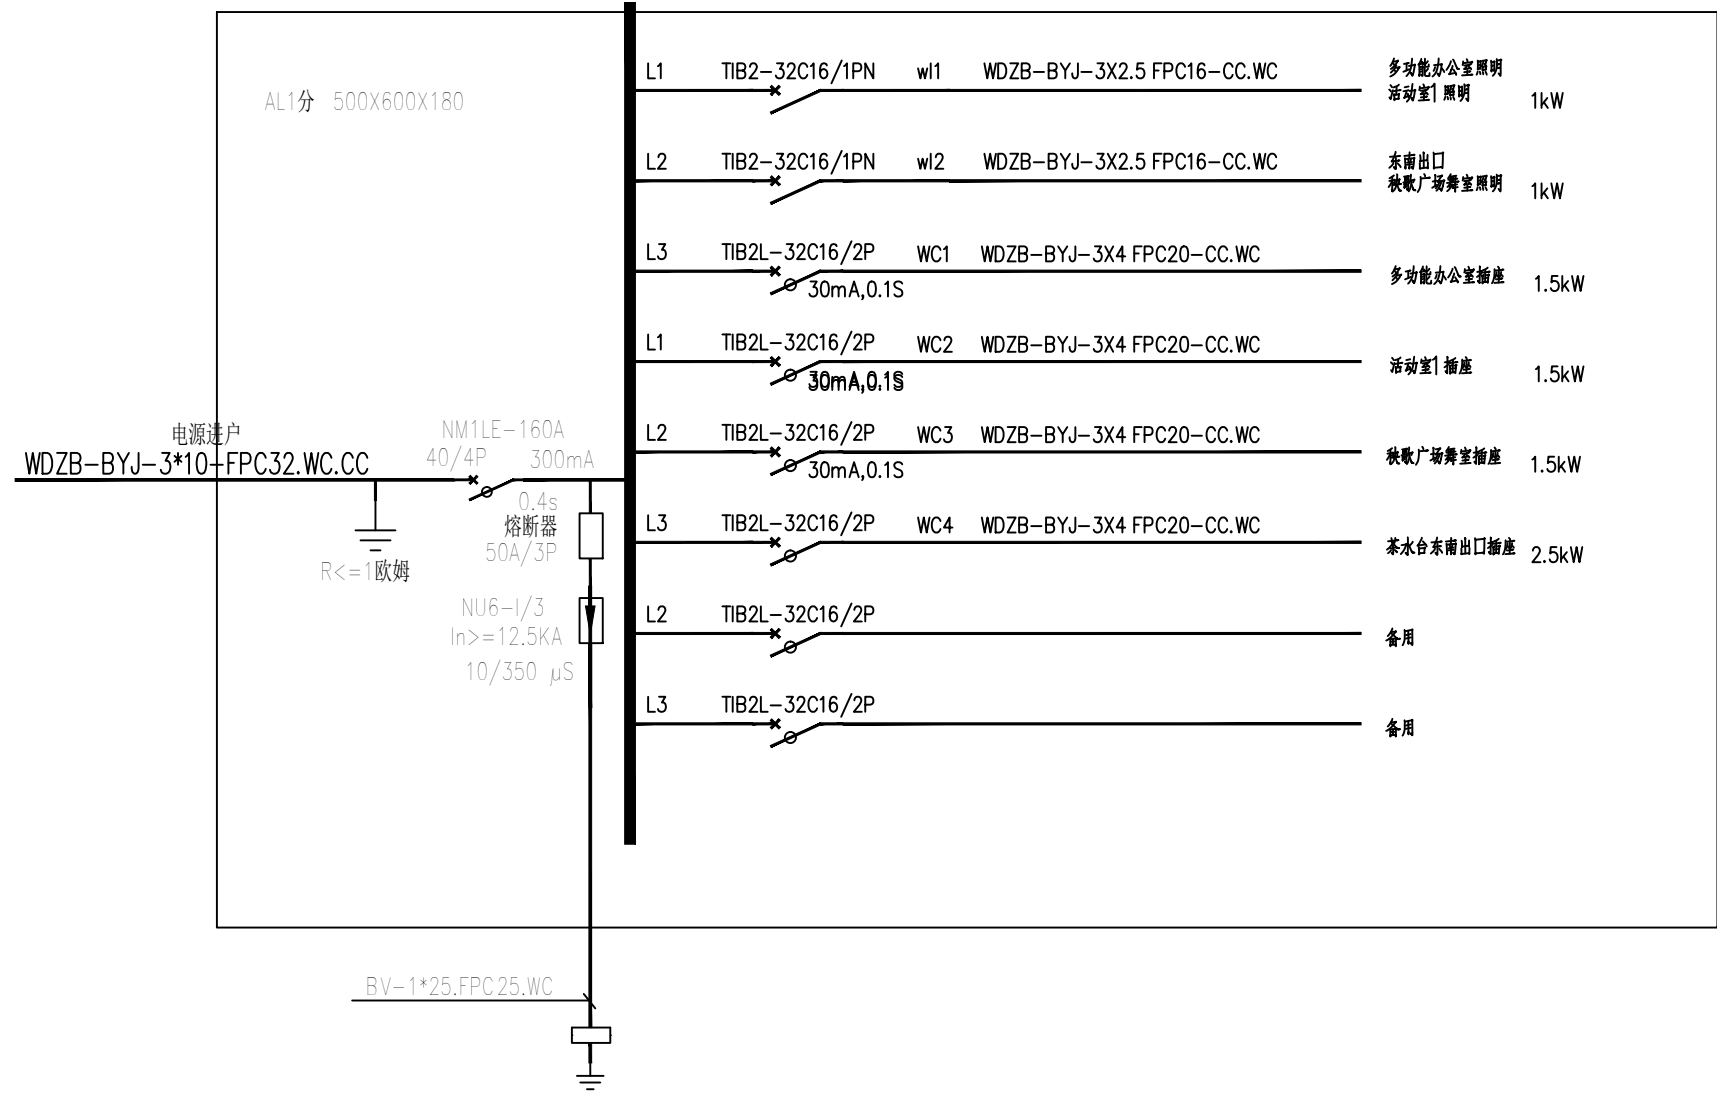 AL1分 500X600X180
L1 TIB2-32C16/1PN wl1 WDZB-BYJ-3X2.5 FPC16-CC.WC
多功能办公室照明
活动室1 照明 1kW
L2 TIB2-32C16/1PN wl2 WDZB-BYJ-3X2.5 FPC16-CC.WC
东南出口
秧歌广场舞室照明 1kW
L3 TIB2L-32C16/2P WC1 WDZB-BYJ-3X4 FPC20-CC.WC
30mA,0.1S
多功能办公室插座 1.5kW
L1 TIB2L-32C16/2P WC2 WDZB-BYJ-3X4 FPC20-CC.WC
30mA,0.1S
活动室1 插座 1.5kW
L2 TIB2L-32C16/2P WC3 WDZB-BYJ-3X4 FPC20-CC.WC
30mA,0.1S
秧歌广场舞室插座 1.5kW
L3 TIB2L-32C16/2P WC4 WDZB-BYJ-3X4 FPC20-CC.WC
茶水台东南出口插座 2.5kW
L2 TIB2L-32C16/2P
备用
L3 TIB2L-32C16/2P
备用
电源进户
WDZB-BYJ-3*10-FPC32.WC.CC
NM1LE-160A
40/4P 300mA
0.4s
熔断器
50A/3P
R<=1欧姆
NU6-I/3
In>=12.5KA
10/350 μS
BV-1*25.FPC25.WC